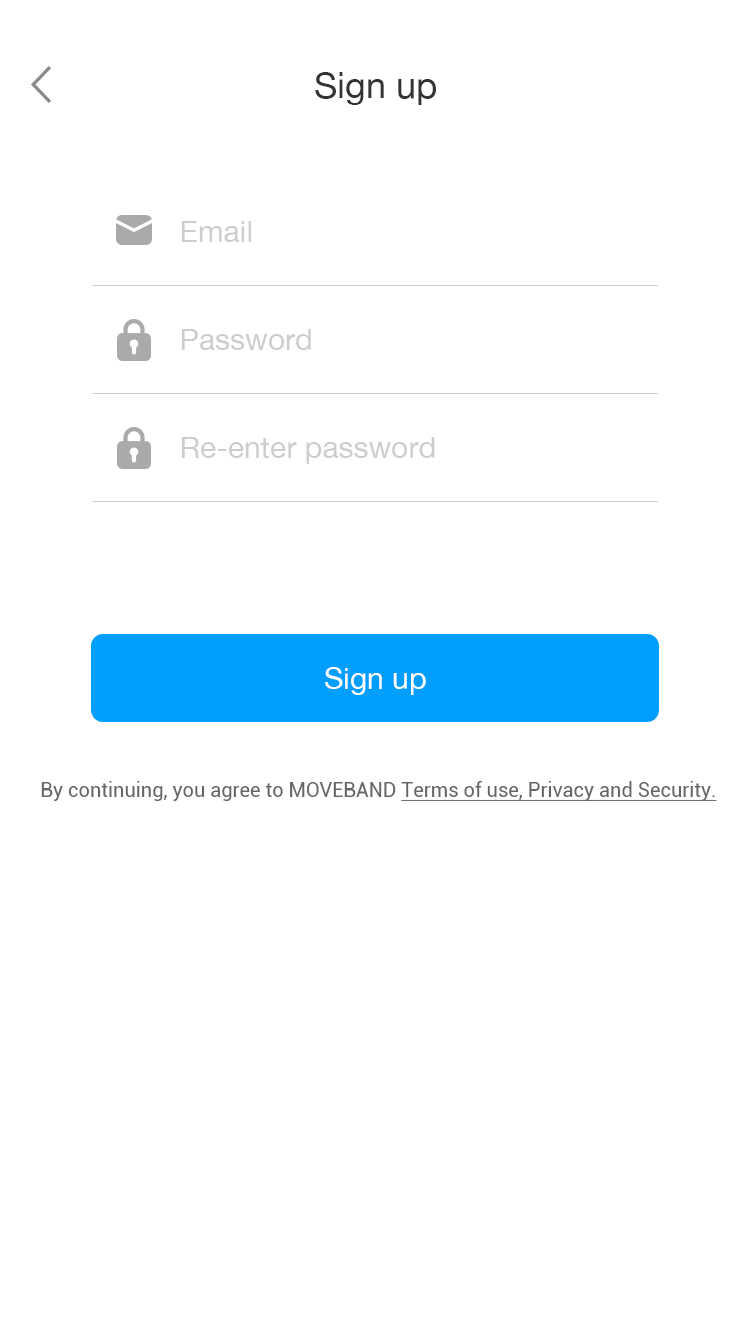 Sign up
Email
Password
Re-enter password
Sign up
By continuing, you agree to MOVEBAND Terms of use, Privacy and Security.